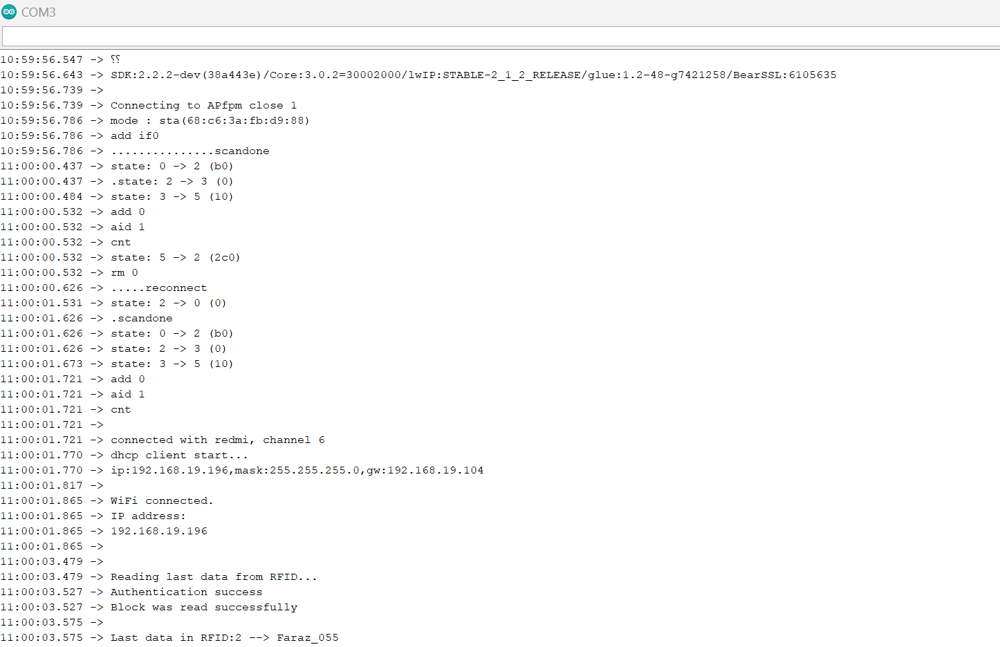 COM3
10:59:56.547 -> ⸮⸮
10:59:56.643 -> SDK:2.2.2-dev(38a443e)/Core:3.0.2=30002000/lwIP:STABLE-2_1_2_RELEASE/glue:1.2-48-g7421258/BearSSL:6105635
10:59:56.739 ->
10:59:56.739 -> Connecting to APfpm close 1
10:59:56.786 -> mode : sta(68:c6:3a:fb:d9:88)
10:59:56.786 -> add if0
10:59:56.786 -> ...............scandone
11:00:00.437 -> state: 0 -> 2 (b0)
11:00:00.437 -> .state: 2 -> 3 (0)
11:00:00.484 -> state: 3 -> 5 (10)
11:00:00.532 -> add 0
11:00:00.532 -> aid 1
11:00:00.532 -> cnt
11:00:00.532 -> state: 5 -> 2 (2c0)
11:00:00.532 -> rm 0
11:00:00.626 -> .....reconnect
11:00:01.531 -> state: 2 -> 0 (0)
11:00:01.626 -> .scandone
11:00:01.626 -> state: 0 -> 2 (b0)
11:00:01.626 -> state: 2 -> 3 (0)
11:00:01.673 -> state: 3 -> 5 (10)
11:00:01.721 -> add 0
11:00:01.721 -> aid 1
11:00:01.721 -> cnt
11:00:01.721 ->
11:00:01.721 -> connected with redmi, channel 6
11:00:01.770 -> dhcp client start...
11:00:01.770 -> ip:192.168.19.196,mask:255.255.255.0,gw:192.168.19.104
11:00:01.817 ->
11:00:01.865 -> WiFi connected.
11:00:01.865 -> IP address:
11:00:01.865 -> 192.168.19.196
11:00:01.865 ->
11:00:03.479 ->
11:00:03.479 -> Reading last data from RFID...
11:00:03.527 -> Authentication success
11:00:03.527 -> Block was read successfully
11:00:03.575 ->
11:00:03.575 -> Last data in RFID:2 --> Faraz_055